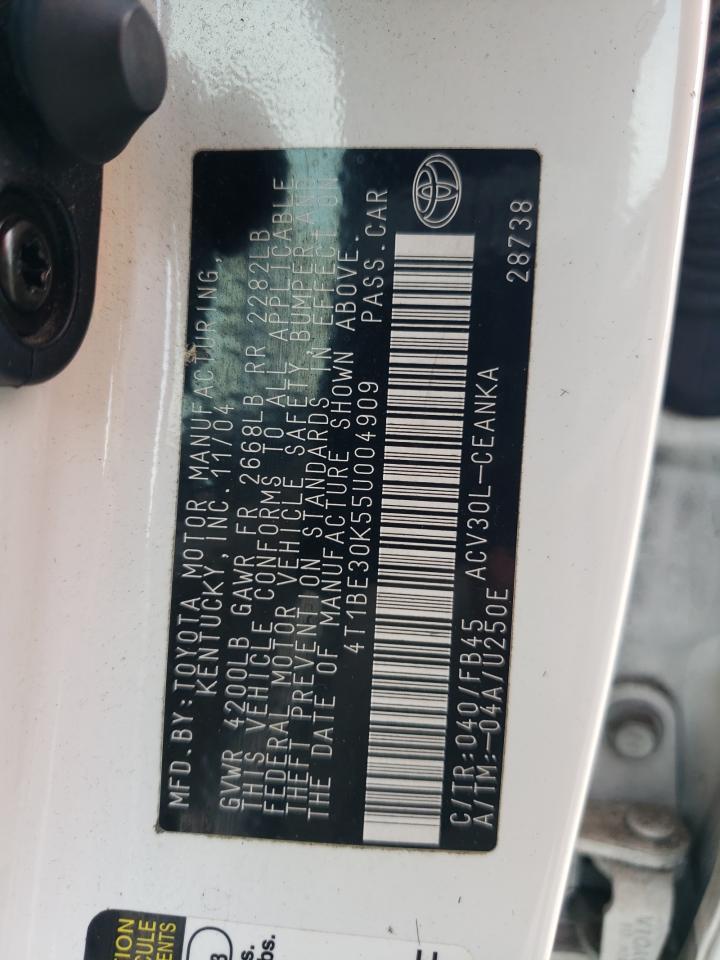 MFD.BY:TOYOTA MOTOR MANUFACTURING,
KENTUCKY,INC.11/04
GVWR 4200LB GAWR FR 2668LB RR 2282LB
THIS VEHICLE CONFORMS TO ALL APPLICABLE
FEDERAL MOTOR VEHICLE SAFETY,BUMPER,AND
THEFT PREVENTION STANDARDS IN EFFECT ON
THE DATE OF MANUFACTURE SHOWN ABOVE.
4T1BE30K55U004909 PASS.CAR
C/TR:040/FB45 ACV30L-CEANKA
A/TM:-04A/U250E 28738